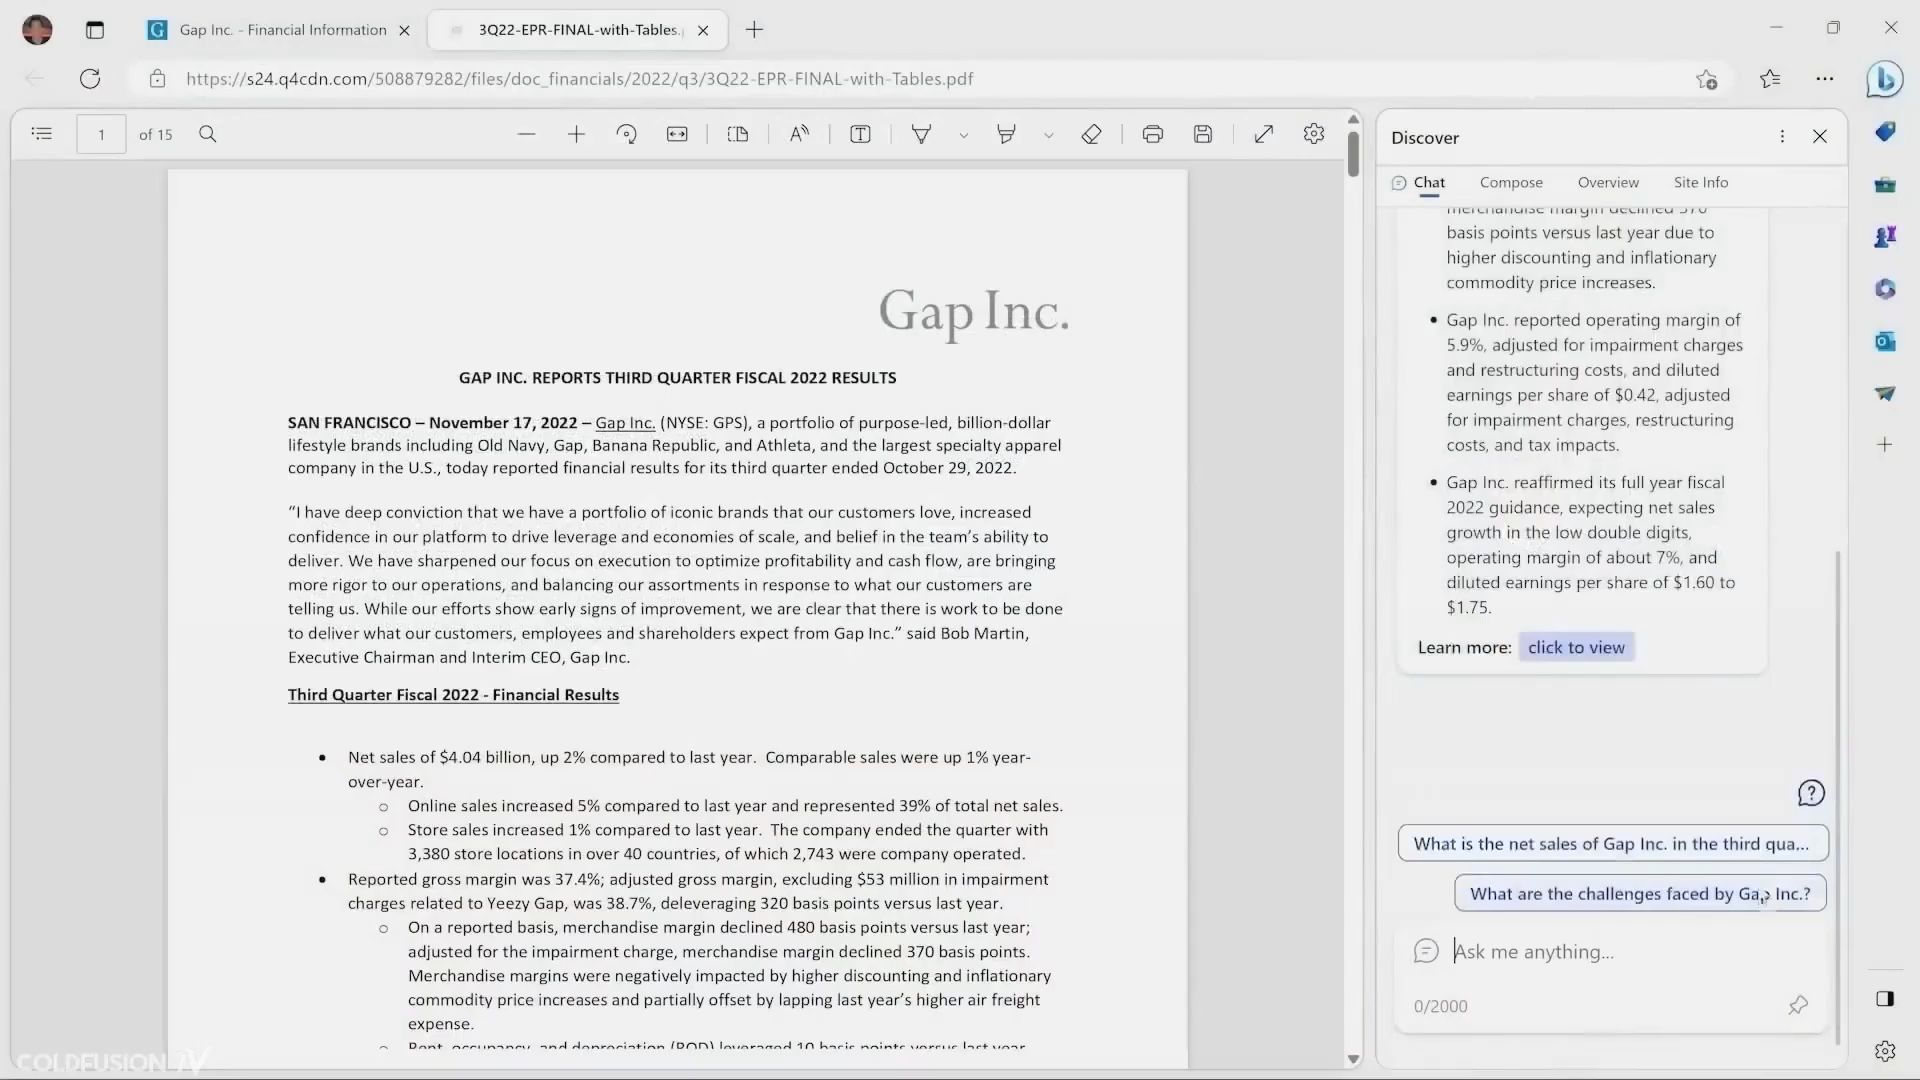 Gap Inc. - Financial Information
3Q22-EPR-FINAL-with-Tables.
https://s24.q4cdn.com/508879282/files/doc_financials/2022/q3/3Q22-EPR-FINAL-with-Tables.pdf
1 of 15
Gap Inc.
GAP INC. REPORTS THIRD QUARTER FISCAL 2022 RESULTS
SAN FRANCISCO – November 17, 2022 – Gap Inc. (NYSE: GPS), a portfolio of purpose-led, billion-dollar
lifestyle brands including Old Navy, Gap, Banana Republic, and Athleta, and the largest specialty apparel
company in the U.S., today reported financial results for its third quarter ended October 29, 2022.
“I have deep conviction that we have a portfolio of iconic brands that our customers love, increased
confidence in our platform to drive leverage and economies of scale, and belief in the team’s ability to
deliver. We have sharpened our focus on execution to optimize profitability and cash flow, are bringing
more rigor to our operations, and balancing our assortments in response to what our customers are
telling us. While our efforts show early signs of improvement, we are clear that there is work to be done
to deliver what our customers, employees and shareholders expect from Gap Inc.” said Bob Martin,
Executive Chairman and Interim CEO, Gap Inc.
Third Quarter Fiscal 2022 - Financial Results
• Net sales of $4.04 billion, up 2% compared to last year. Comparable sales were up 1% year-
over-year.
o Online sales increased 5% compared to last year and represented 39% of total net sales.
o Store sales increased 1% compared to last year. The company ended the quarter with
3,380 store locations in over 40 countries, of which 2,743 were company operated.
• Reported gross margin was 37.4%; adjusted gross margin, excluding $53 million in impairment
charges related to Yeezy Gap, was 38.7%, deleveraging 320 basis points versus last year.
o On a reported basis, merchandise margin declined 480 basis points versus last year;
adjusted for the impairment charge, merchandise margin declined 370 basis points.
Merchandise margins were negatively impacted by higher discounting and inflationary
commodity price increases and partially offset by lapping last year’s higher air freight
expense.
o Rent, occupancy, and depreciation (ROD) leveraged 10 basis points versus last year
Discover
Chat Compose Overview Site Info
merchandise margin declined 370
basis points versus last year due to
higher discounting and inflationary
commodity price increases.
• Gap Inc. reported operating margin of
5.9%, adjusted for impairment charges
and restructuring costs, and diluted
earnings per share of $0.42, adjusted
for impairment charges, restructuring
costs, and tax impacts.
• Gap Inc. reaffirmed its full year fiscal
2022 guidance, expecting net sales
growth in the low double digits,
operating margin of about 7%, and
diluted earnings per share of $1.60 to
$1.75.
Learn more: click to view
What is the net sales of Gap Inc. in the third qua...
What are the challenges faced by Gap Inc.?
Ask me anything...
0/2000
COLDFUSION TV